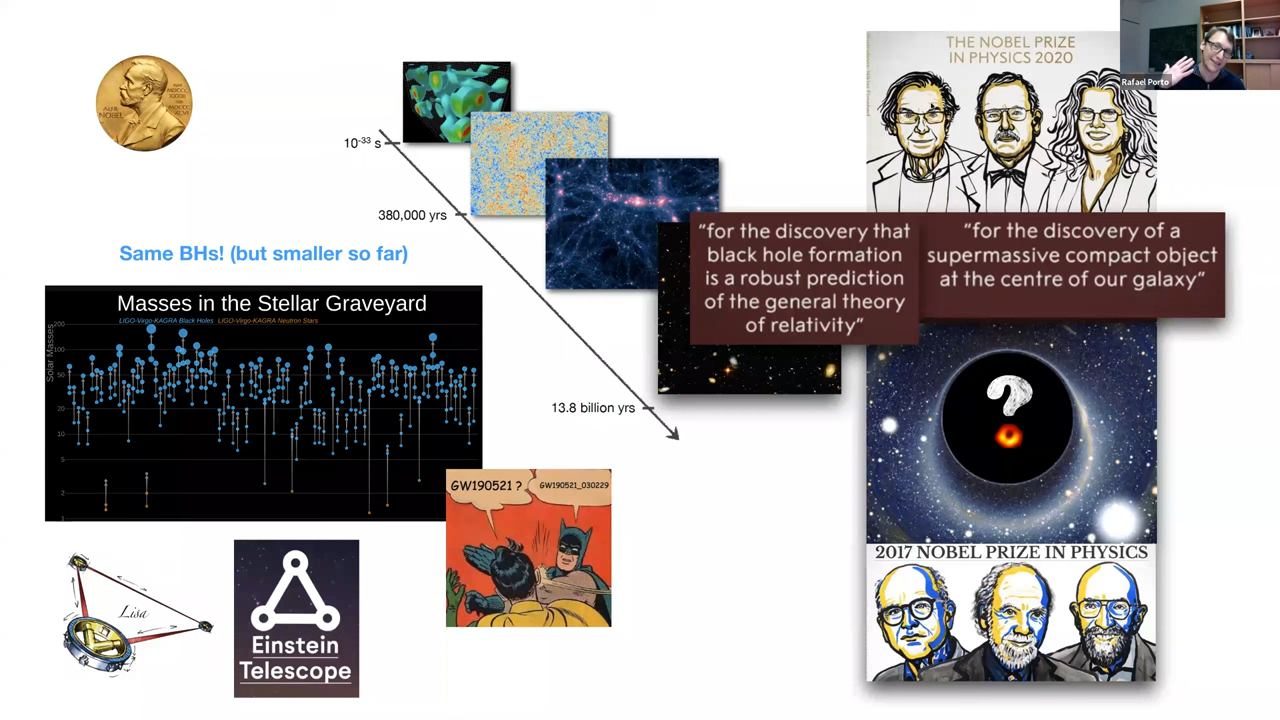 THE NOBEL PRIZE
IN PHYSICS 2020
Rafael Porto
10⁻³³ s
380,000 yrs
13.8 billion yrs
"for the discovery that
black hole formation
is a robust prediction
of the general theory
of relativity"
"for the discovery of a
supermassive compact object
at the centre of our galaxy"
Same BHs! (but smaller so far)
Masses in the Stellar Graveyard
LIGO-Virgo-KAGRA Black Holes LIGO-Virgo-KAGRA Neutron Stars
Solar Masses
200
100
50
20
10
5
2
1
GW190521 ?
GW190521_030229
?
2017 NOBEL PRIZE IN PHYSICS
Lisa
Einstein
Telescope